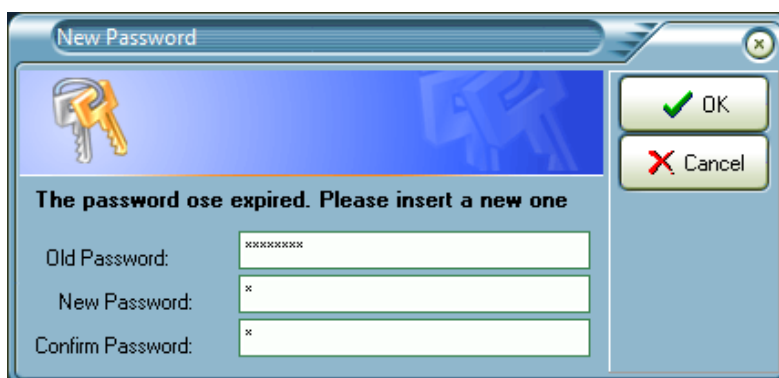 New Password
OK
Cancel
The password ose expired. Please insert a new one
Old Password: ********
New Password: *
Confirm Password: *